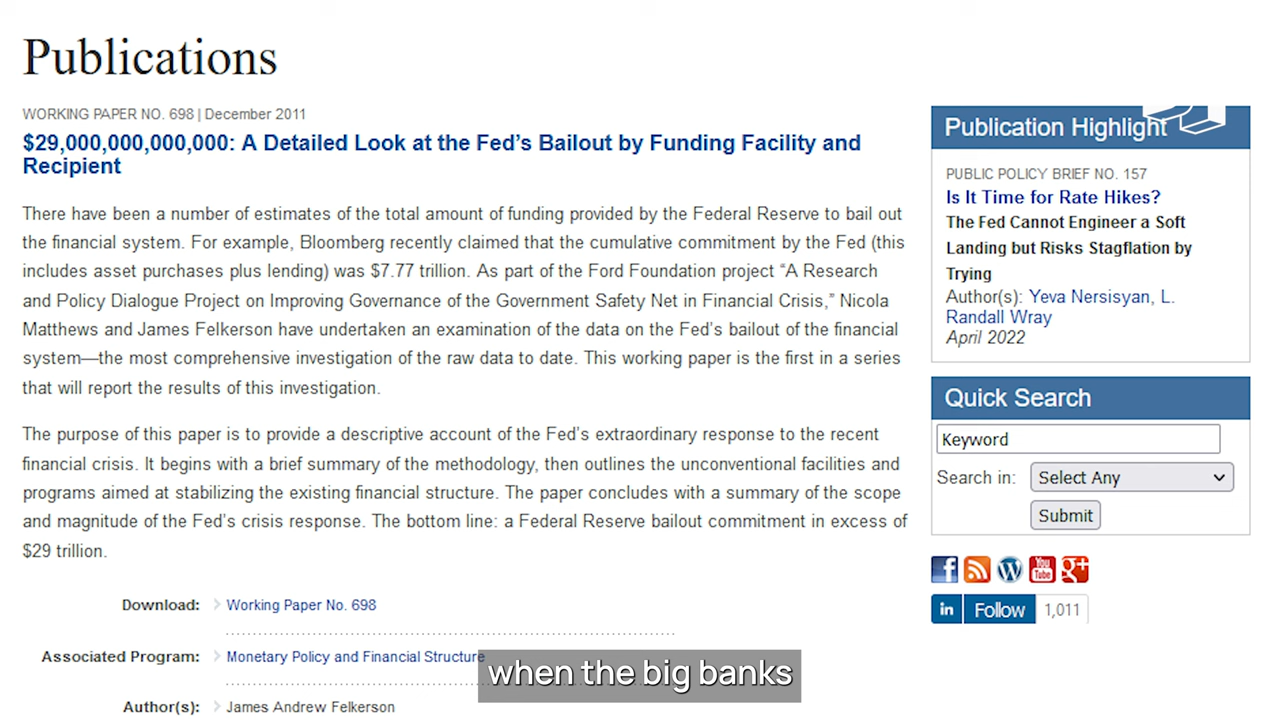 Publications
WORKING PAPER NO. 698 | December 2011
$29,000,000,000,000: A Detailed Look at the Fed’s Bailout by Funding Facility and
Recipient
There have been a number of estimates of the total amount of funding provided by the Federal Reserve to bail out
the financial system. For example, Bloomberg recently claimed that the cumulative commitment by the Fed (this
includes asset purchases plus lending) was $7.77 trillion. As part of the Ford Foundation project “A Research
and Policy Dialogue Project on Improving Governance of the Government Safety Net in Financial Crisis,” Nicola
Matthews and James Felkerson have undertaken an examination of the data on the Fed’s bailout of the financial
system—the most comprehensive investigation of the raw data to date. This working paper is the first in a series
that will report the results of this investigation.
The purpose of this paper is to provide a descriptive account of the Fed’s extraordinary response to the recent
financial crisis. It begins with a brief summary of the methodology, then outlines the unconventional facilities and
programs aimed at stabilizing the existing financial structure. The paper concludes with a summary of the scope
and magnitude of the Fed’s crisis response. The bottom line: a Federal Reserve bailout commitment in excess of
$29 trillion.
Download: Working Paper No. 698
Associated Program: Monetary Policy and Financial Structure
Author(s): James Andrew Felkerson
Publication Highlight
PUBLIC POLICY BRIEF NO. 157
Is It Time for Rate Hikes?
The Fed Cannot Engineer a Soft
Landing but Risks Stagflation by
Trying
Author(s): Yeva Nersisyan, L.
Randall Wray
April 2022
Quick Search
Keyword
Search in: Select Any
Submit
f
W
You Tube
g+
in Follow 1,011
when the big banks